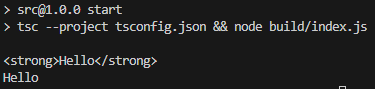 > src@1.0.0 start
> tsc --project tsconfig.json && node build/index.js
<strong>Hello</strong>
Hello